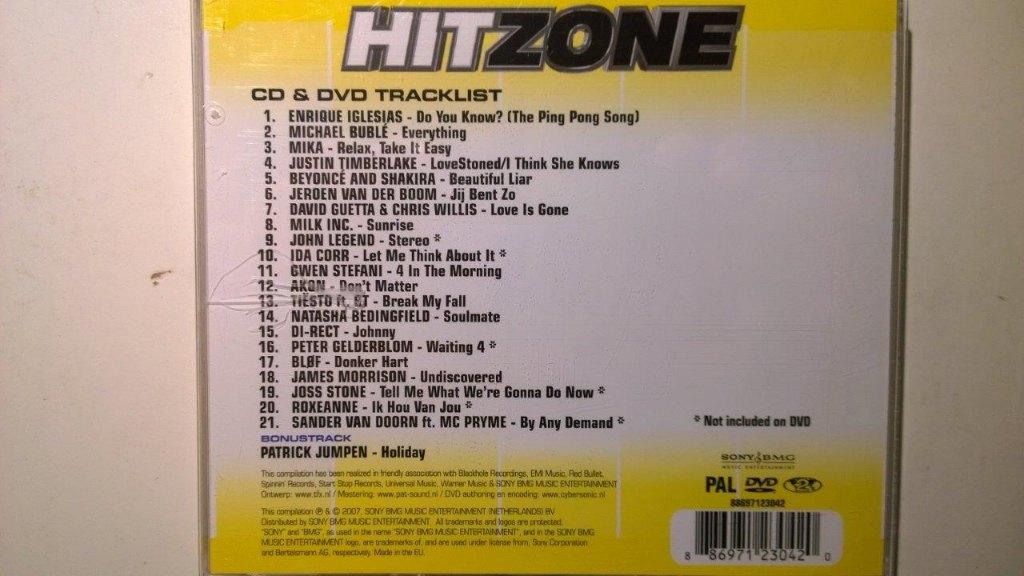 HITZONE
CD & DVD TRACKLIST
1. ENRIQUE IGLESIAS - Do You Know? (The Ping Pong Song)
2. MICHAEL BUBLÉ - Everything
3. MIKA - Relax, Take It Easy
4. JUSTIN TIMBERLAKE - LoveStoned/I Think She Knows
5. BEYONCÉ AND SHAKIRA - Beautiful Liar
6. JEROEN VAN DER BOOM - Jij Bent Zo
7. DAVID GUETTA & CHRIS WILLIS - Love Is Gone
8. MILK INC. - Sunrise
9. JOHN LEGEND - Stereo *
10. IDA CORR - Let Me Think About It *
11. GWEN STEFANI - 4 In The Morning
12. AKON - Don't Matter
13. TIËSTO ft. BT - Break My Fall
14. NATASHA BEDINGFIELD - Soulmate
15. DI-RECT - Johnny
16. PETER GELDERBLOM - Waiting 4 *
17. BLØF - Donker Hart
18. JAMES MORRISON - Undiscovered
19. JOSS STONE - Tell Me What We're Gonna Do Now *
20. ROXEANNE - Ik Hou Van Jou *
21. SANDER VAN DOORN ft. MC PRYME - By Any Demand *
* Not included on DVD
BONUSTRACK
PATRICK JUMPEN - Holiday
This compilation has been realized in friendly association with Blackhole Recordings, EMI Music, Red Bullet,
Spinnin' Records, Start Stop Records, Universal Music, Warner Music & SONY BMG MUSIC ENTERTAINMENT
Ontwerp: www.tfx.nl / Mastering: www.pat-sound.nl / DVD authoring en encoding: www.cybersonic.nl
This compilation ℗ & © 2007 SONY BMG MUSIC ENTERTAINMENT (NETHERLANDS) BV
Distributed by SONY BMG MUSIC ENTERTAINMENT. All trademarks and logos are protected.
"SONY" and "BMG", as used in the name "SONY BMG MUSIC ENTERTAINMENT", and in the SONY BMG
MUSIC ENTERTAINMENT logo, are trademarks of, and are used under license from, Sony Corporation
and Bertelsmann AG, respectively. Made in the EU.
SONY BMG
MUSIC ENTERTAINMENT
PAL DVD VIDEO 2
88697123042
8 86971 23042 0